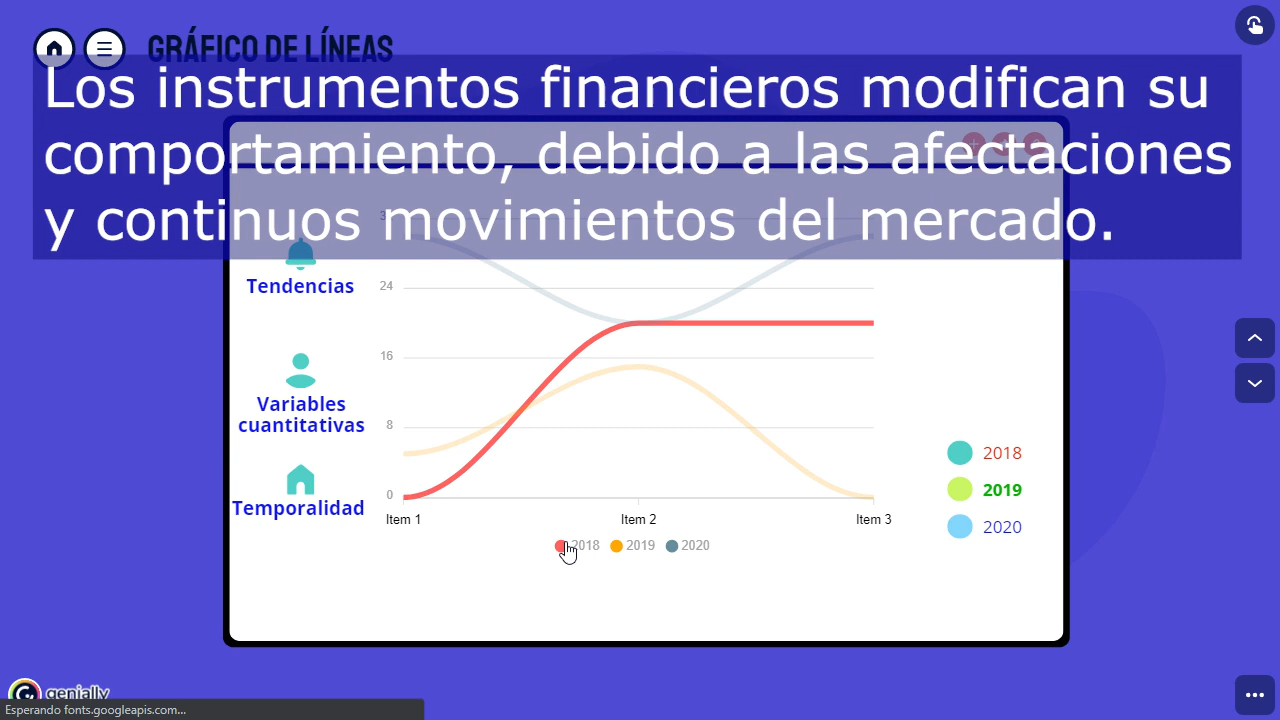 GRÁFICO DE LÍNEAS
Los instrumentos financieros modifican su
comportamiento, debido a las afectaciones
y continuos movimientos del mercado.
Tendencias
24
16
Variables
cuantitativas
8
0
Temporalidad
Item 1
Item 2
Item 3
2018
2019
2020
2018
2019
2020
genially
Esperando fonts.googleapis.com...